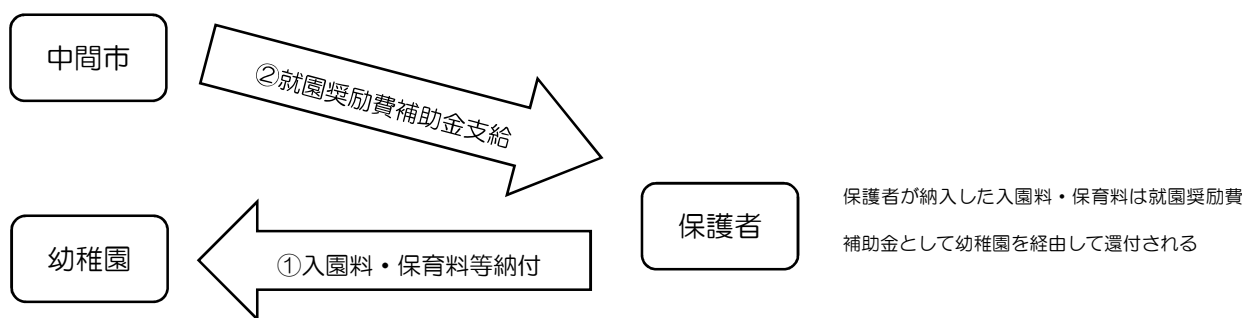 中間市
②就園奨励費補助金支給
保護者
保護者が納入した入園料・保育料は就園奨励費
補助金として幼稚園を経由して還付される
幼稚園
①入園料・保育料等納付